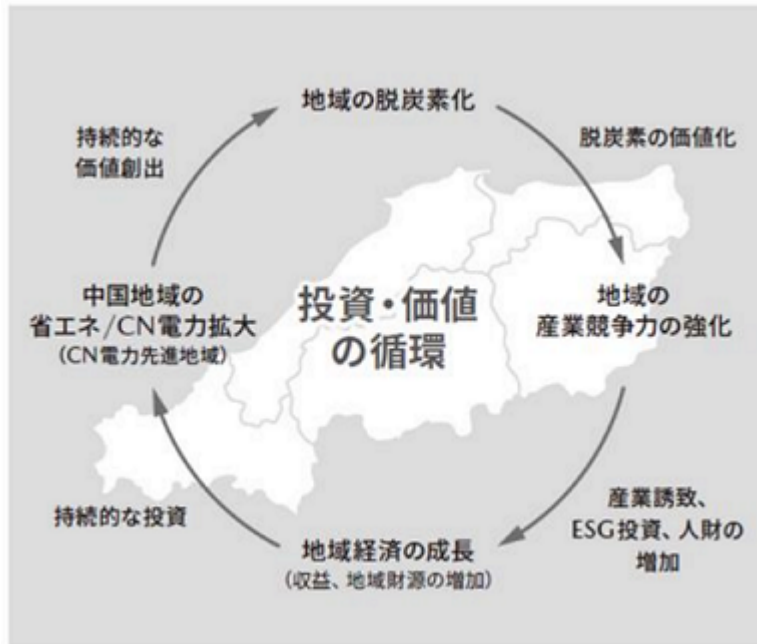 地域の脱炭素化
持続的な
価値創出
脱炭素の価値化
中国地域の
省エネ/CN電力拡大
(CN電力先進地域)
投資・価値
の循環
地域の
産業競争力の強化
持続的な投資
産業誘致、
ESG投資、人財の
増加
地域経済の成長
(収益、地域財源の増加)